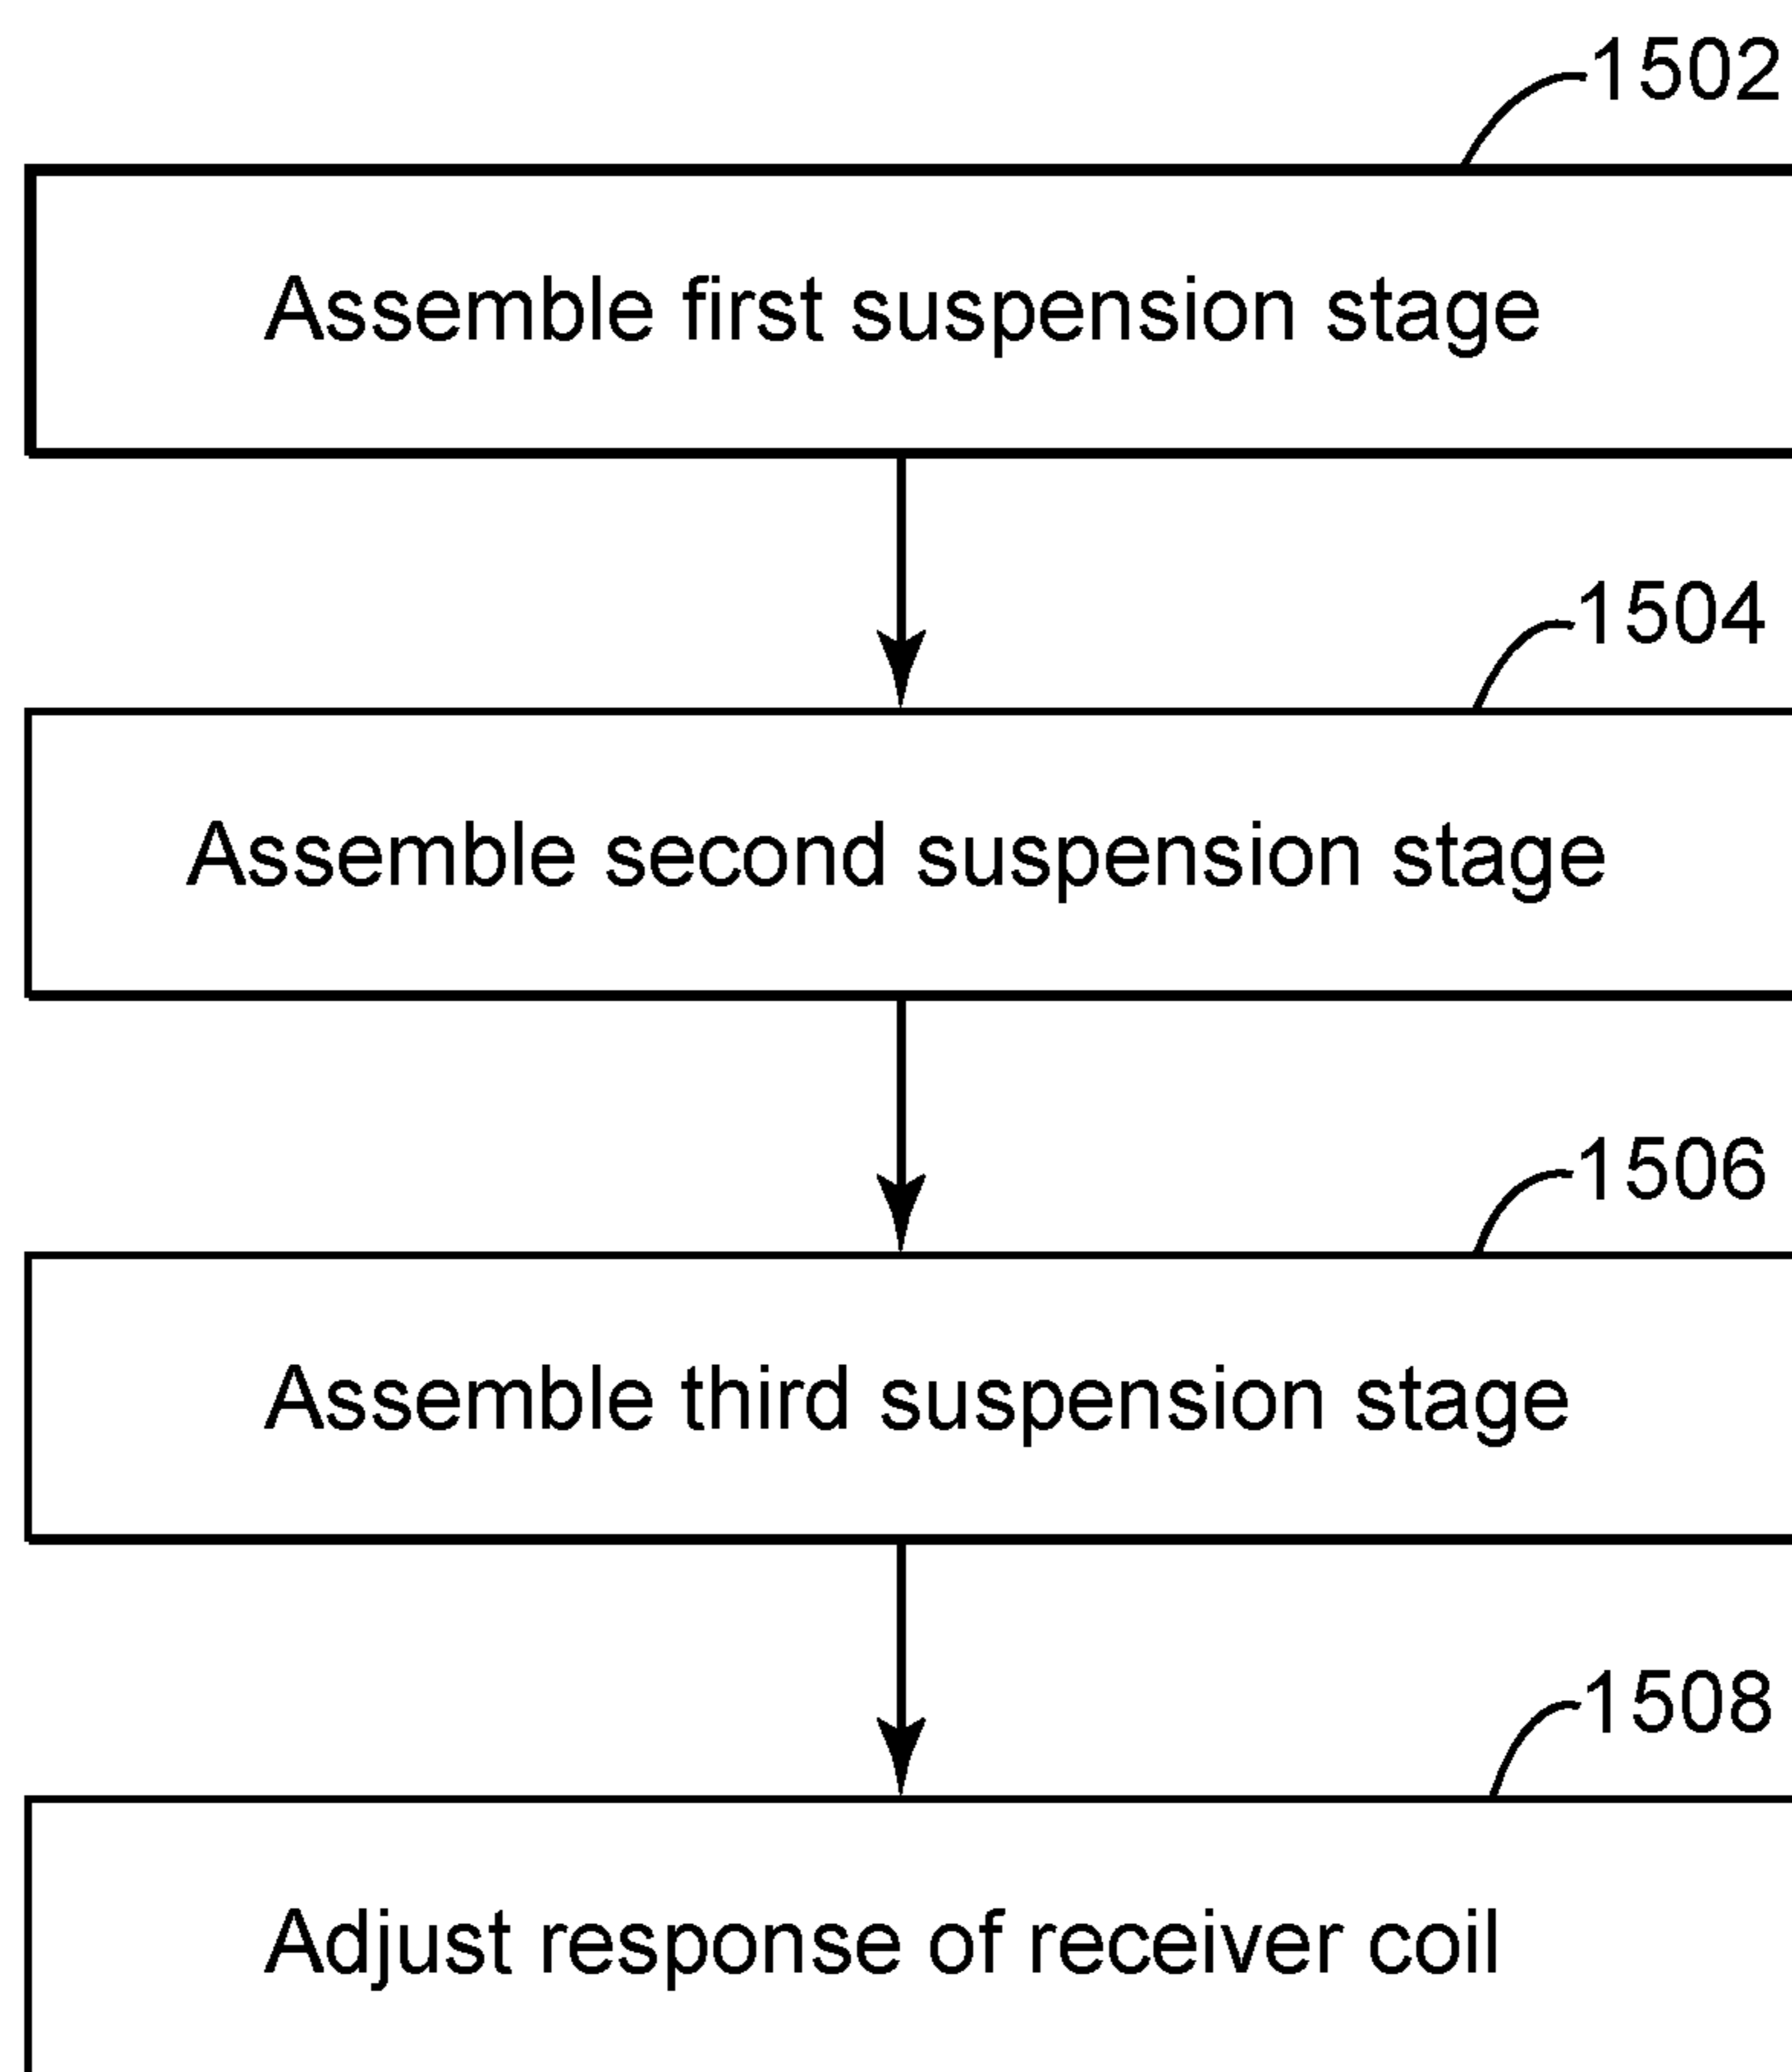 1502
Assemble first suspension stage
1504
Assemble second suspension stage
1506
Assemble third suspension stage
1508
Adjust response of receiver coil